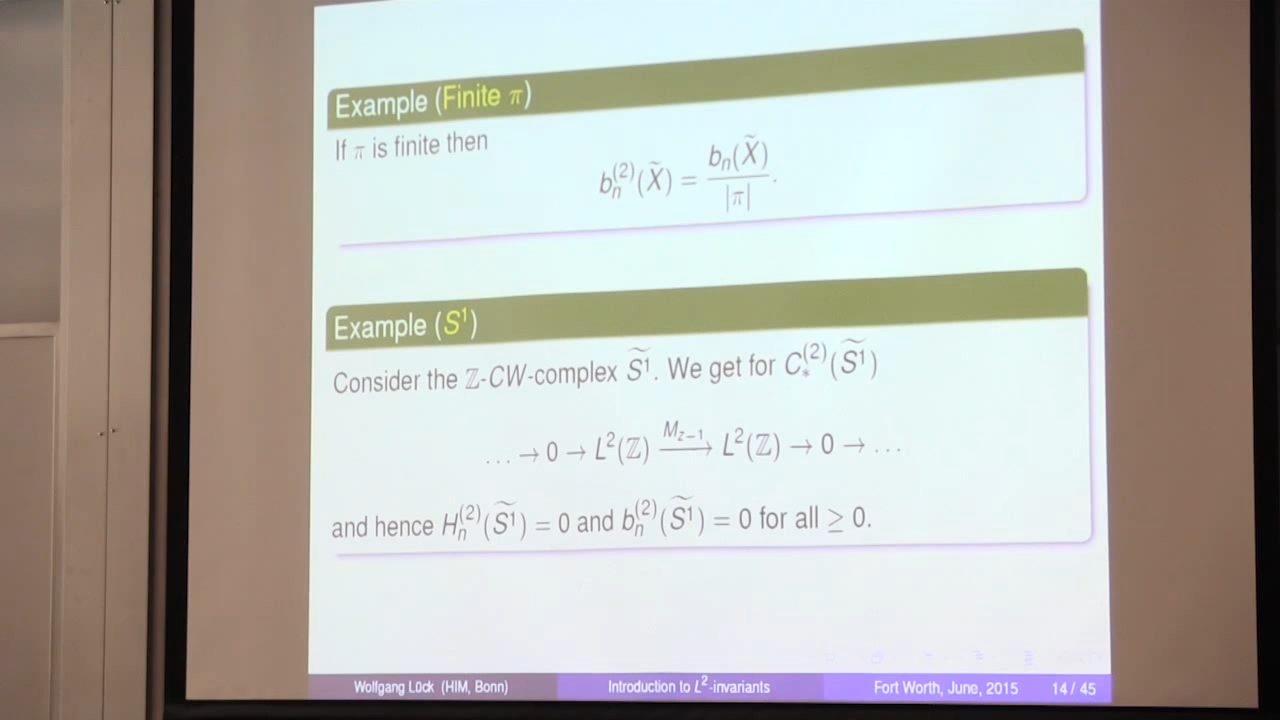 Example (Finite π)
If π is finite then
b_n^{(2)}(X̃) = b_n(X̃) / |π| .
Example (S¹)
Consider the ℤ-CW-complex S̃¹. We get for C_*^{(2)}(S̃¹)
… → 0 → L²(ℤ) —M_{z−1}→ L²(ℤ) → 0 → …
and hence H_n^{(2)}(S̃¹) = 0 and b_n^{(2)}(S̃¹) = 0 for all ≥ 0.
Wolfgang Lück (HIM, Bonn) Introduction to L²-invariants Fort Worth, June, 2015 14 / 45